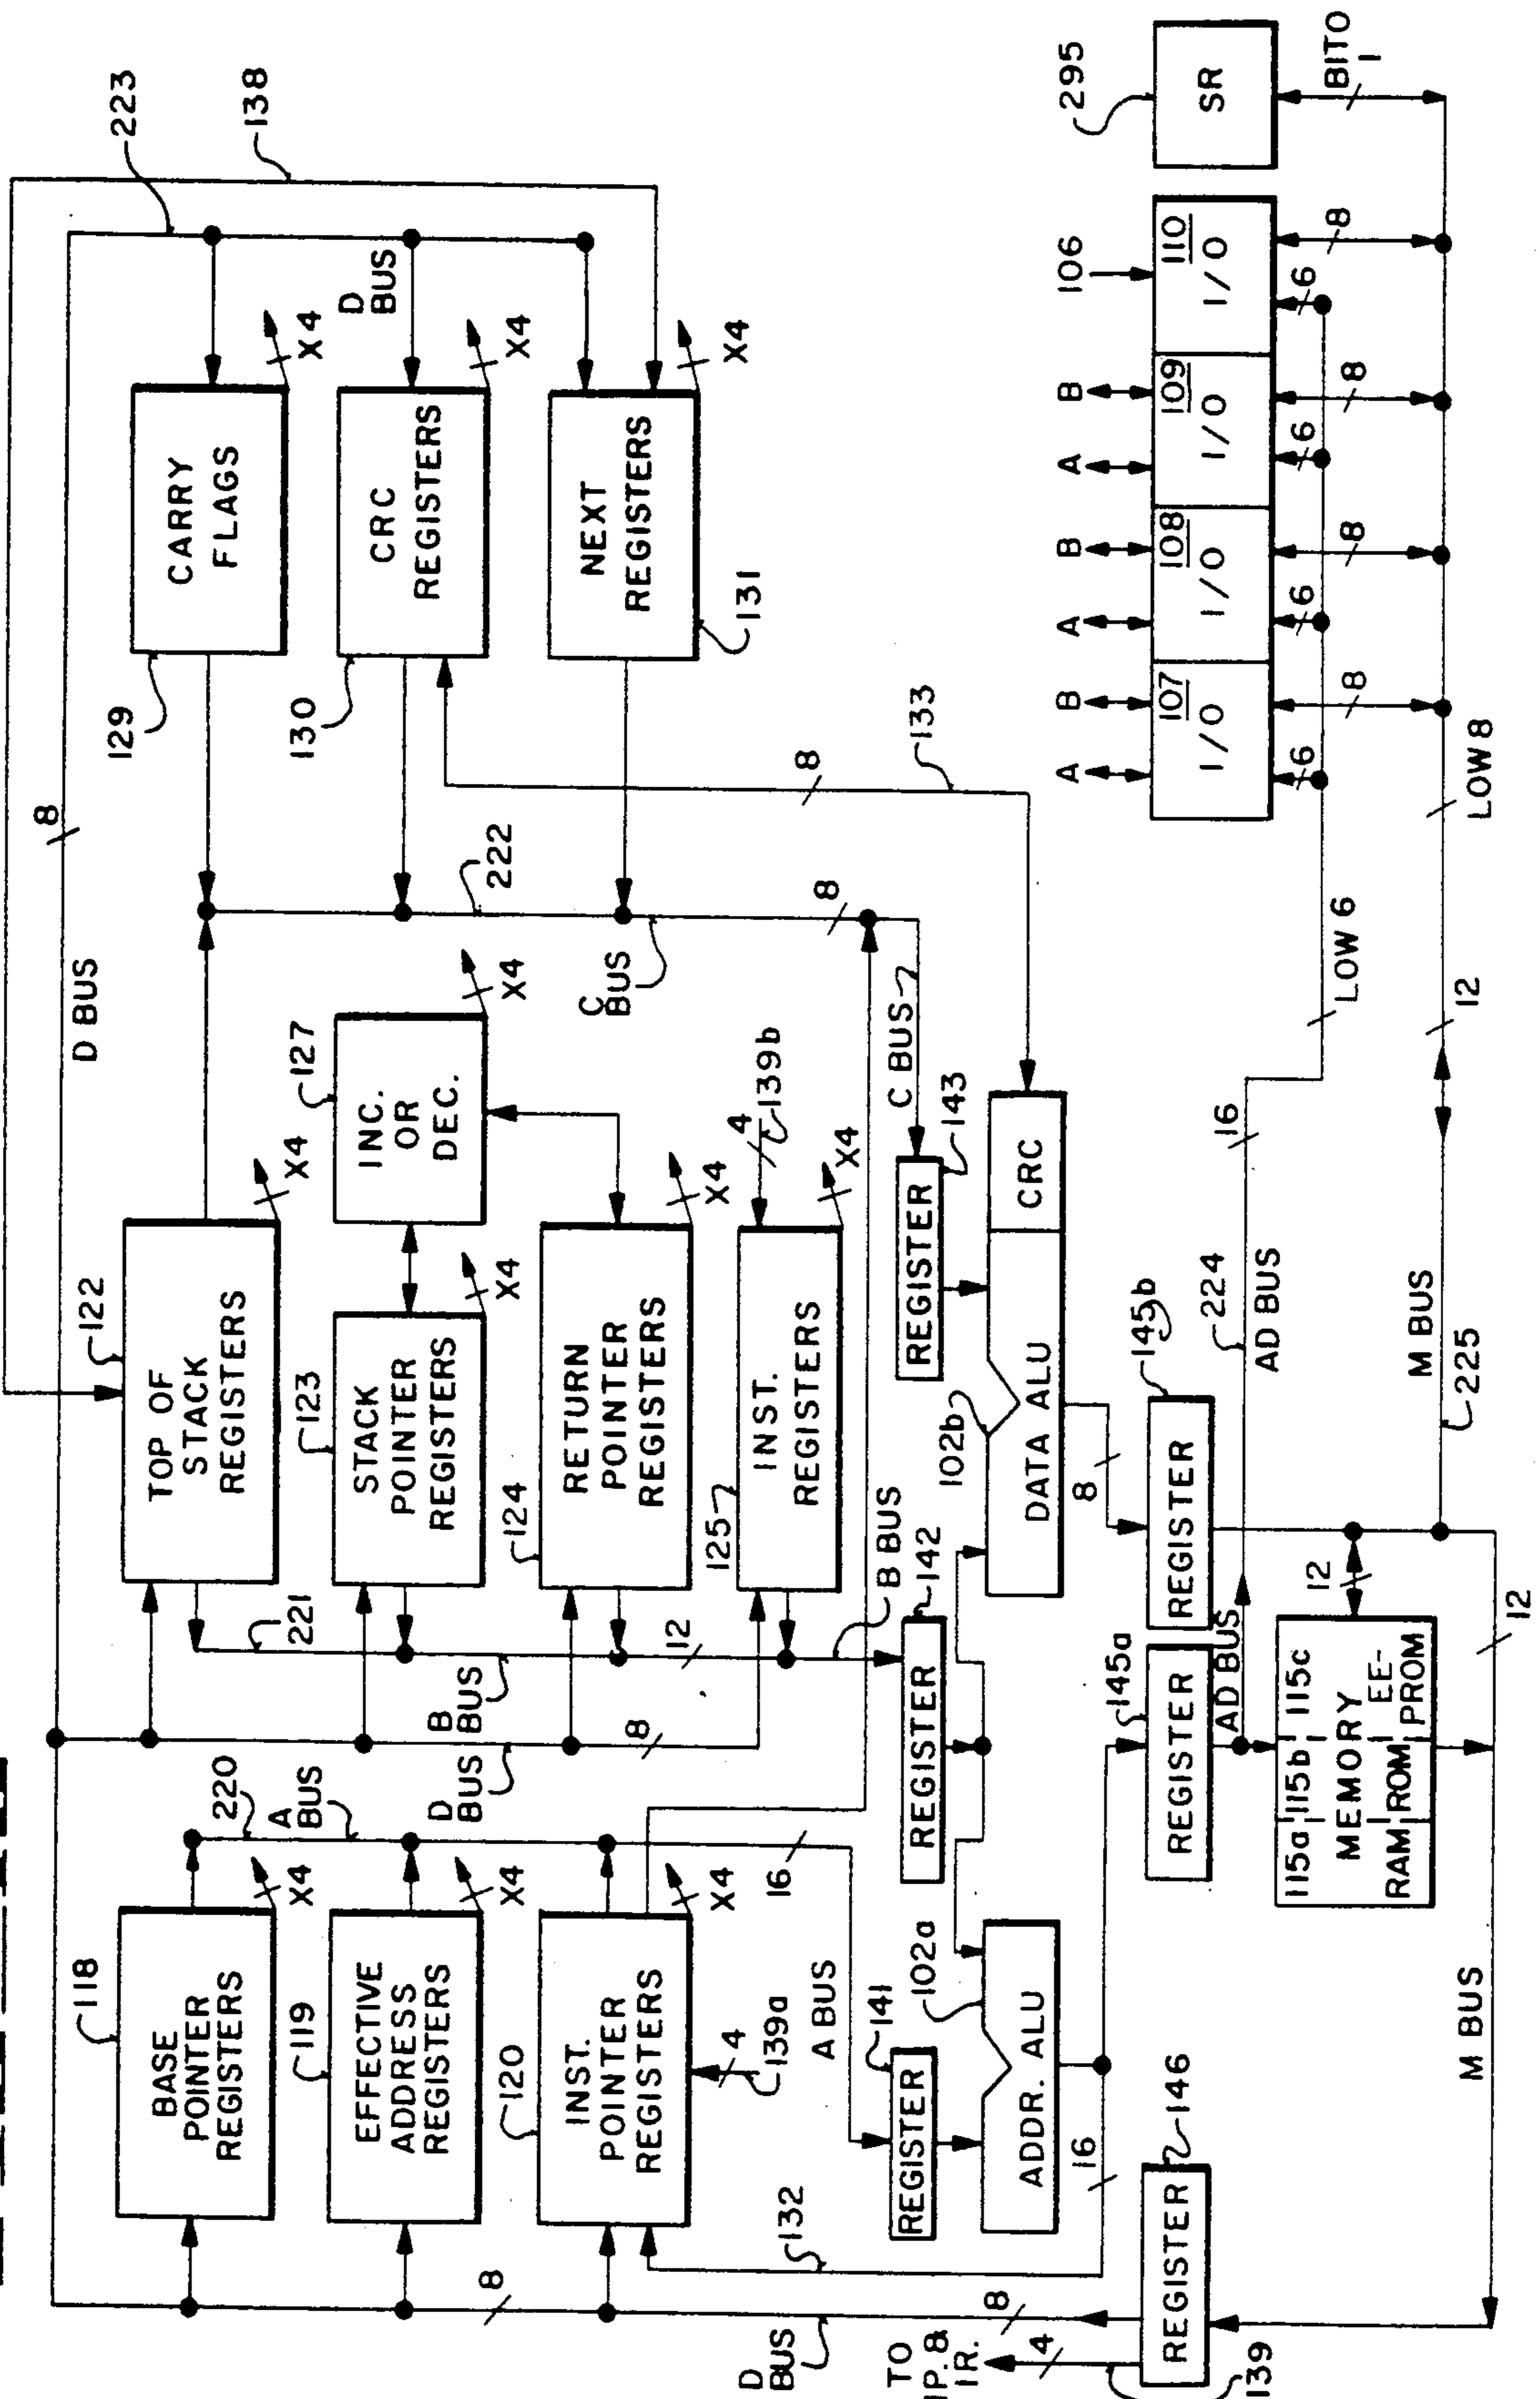 223
138
8
D BUS
122
TOP OF
STACK
REGISTERS
X4
129
CARRY
FLAGS
X4
D
BUS
118
BASE
POINTER
REGISTERS
X4
220
A
BUS
221
123
STACK
POINTER
REGISTERS
X4
127
INC.
OR
DEC.
X4
130
CRC
REGISTERS
X4
222
119
EFFECTIVE
ADDRESS
REGISTERS
X4
D
BUS
B
BUS
124
RETURN
POINTER
REGISTERS
X4
C
BUS
131
NEXT
REGISTERS
X4
8
120
INST.
POINTER
REGISTERS
X4
4
139a
16
8
12
125
INST.
REGISTERS
X4
4
139b
8
8
133
132
A BUS
B BUS
C BUS
141
REGISTER
142
REGISTER
143
REGISTER
102a
ADDR. ALU
102b
DATA ALU
CRC
16
8
D
BUS
8
TO
IP. &
IR.
4
139
REGISTER
146
145a
REGISTER
145b
REGISTER
AD BUS
224
AD BUS
16
LOW 6
115a
115b
115c
MEMORY
RAM
ROM
EE-
PROM
12
M BUS
12
M BUS
225
12
LOW 8
A
B
A
B
A
B
106
295
107
I/O
108
I/O
109
I/O
110
I/O
SR
6
8
6
8
6
8
6
8
BIT0
1